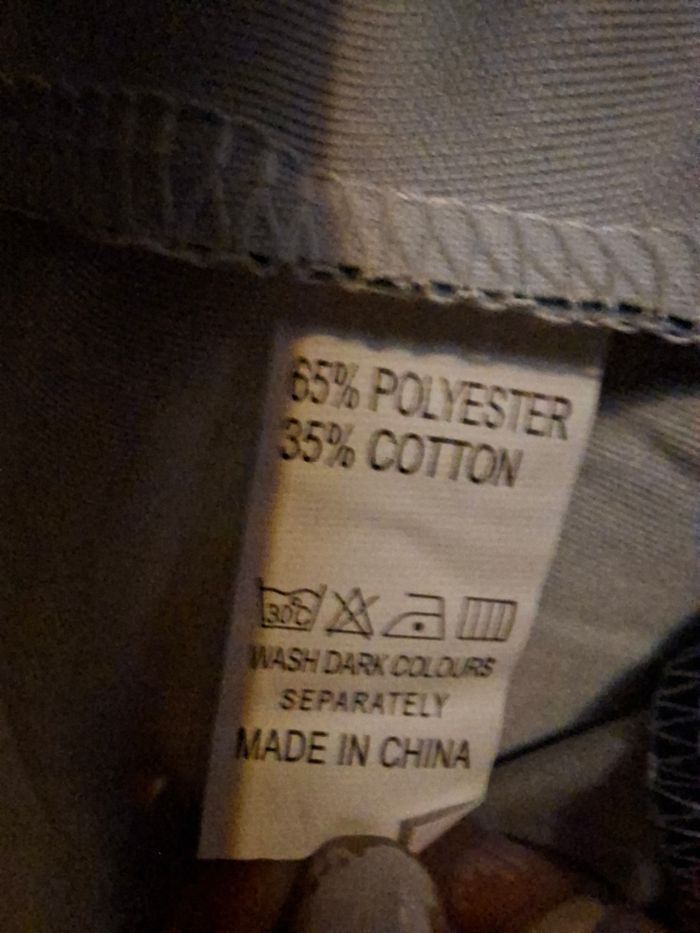 65% POLYESTER
35% COTTON
30°C
WASH DARK COLOURS
SEPARATELY
MADE IN CHINA